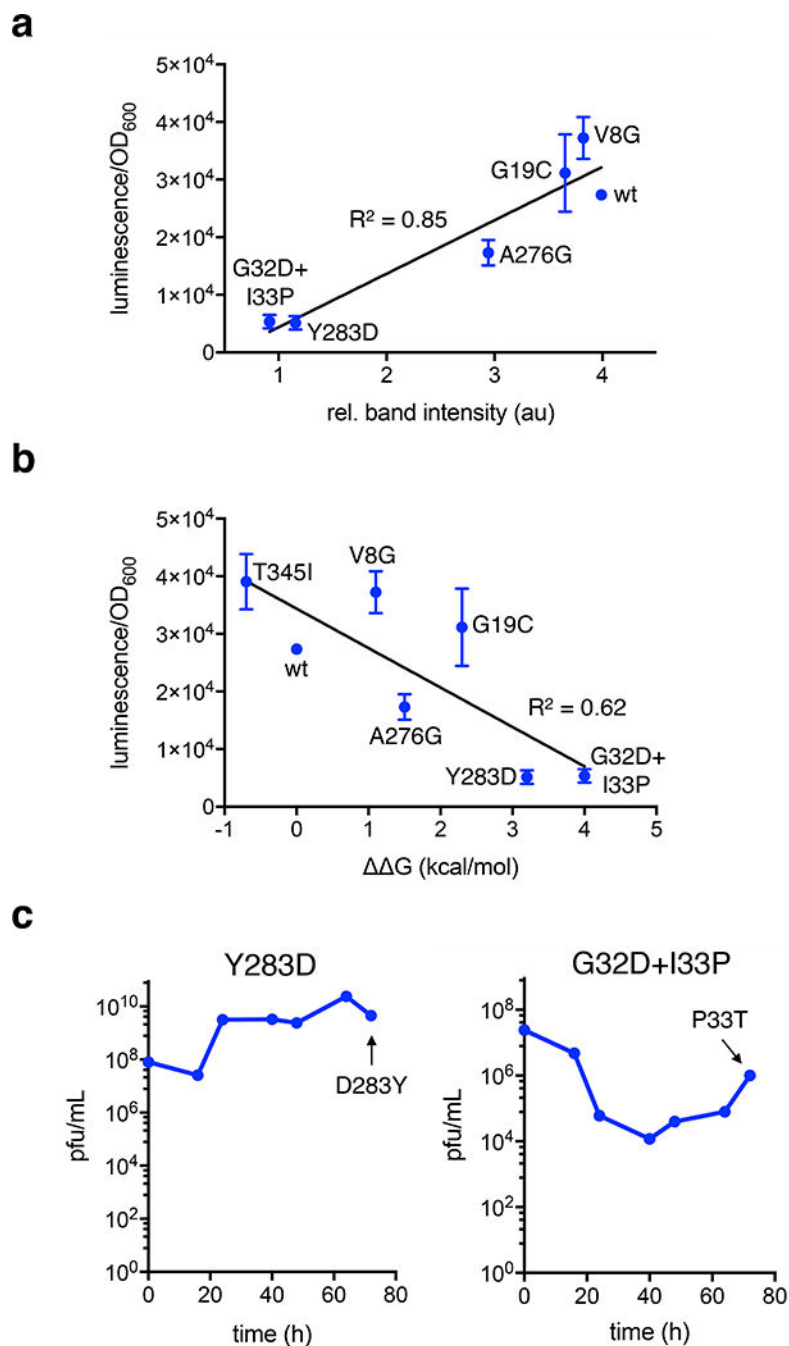 a
luminescence/OD₆₀₀
5×10⁴
4×10⁴
3×10⁴
2×10⁴
1×10⁴
0
V8G
G19C
wt
R² = 0.85
A276G
G32D+
I33P
Y283D
1 2 3 4
rel. band intensity (au)
b
luminescence/OD₆₀₀
5×10⁴
4×10⁴
3×10⁴
2×10⁴
1×10⁴
0
T345I
V8G
G19C
wt
A276G
R² = 0.62
Y283D
G32D+
I33P
-1 0 1 2 3 4 5
ΔΔG (kcal/mol)
c
Y283D
pfu/mL
10¹⁰
10⁸
10⁶
10⁴
10²
10⁰
D283Y
0 20 40 60 80
time (h)
G32D+I33P
pfu/mL
10⁸
10⁶
10⁴
10²
10⁰
P33T
0 20 40 60 80
time (h)